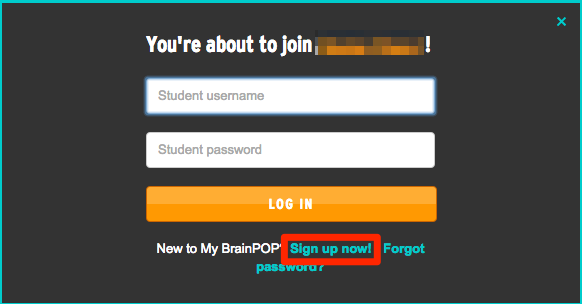 You're about to join !
Student username
Student password
LOG IN
New to My BrainPOP? Sign up now! Forgot
password?